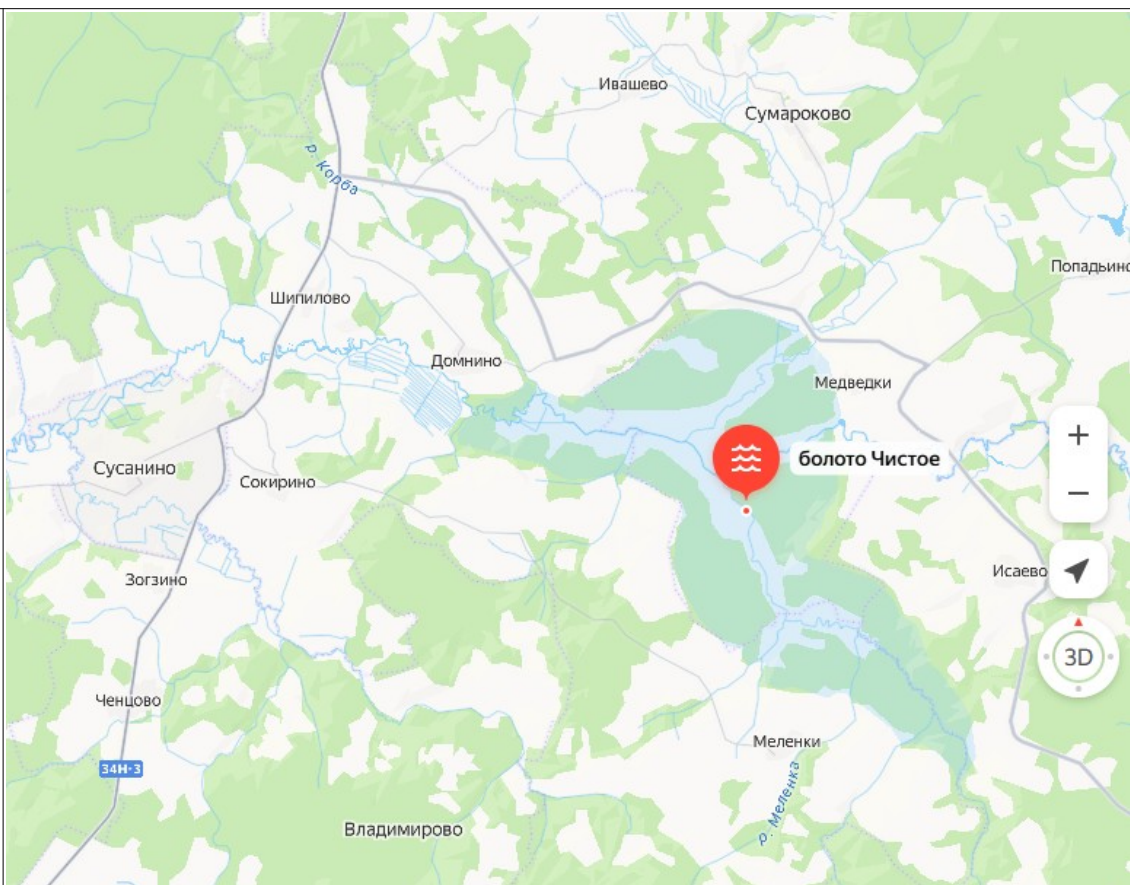 Ивашево
Сумароково
р. Корба
Попадьино
Шипилово
Домнино
Медведки
болото Чистое
Сусанино
Сокирино
Исаево
Зогзино
3D
Ченцово
Меленки
34Н-3
р. Меленка
Владимирово